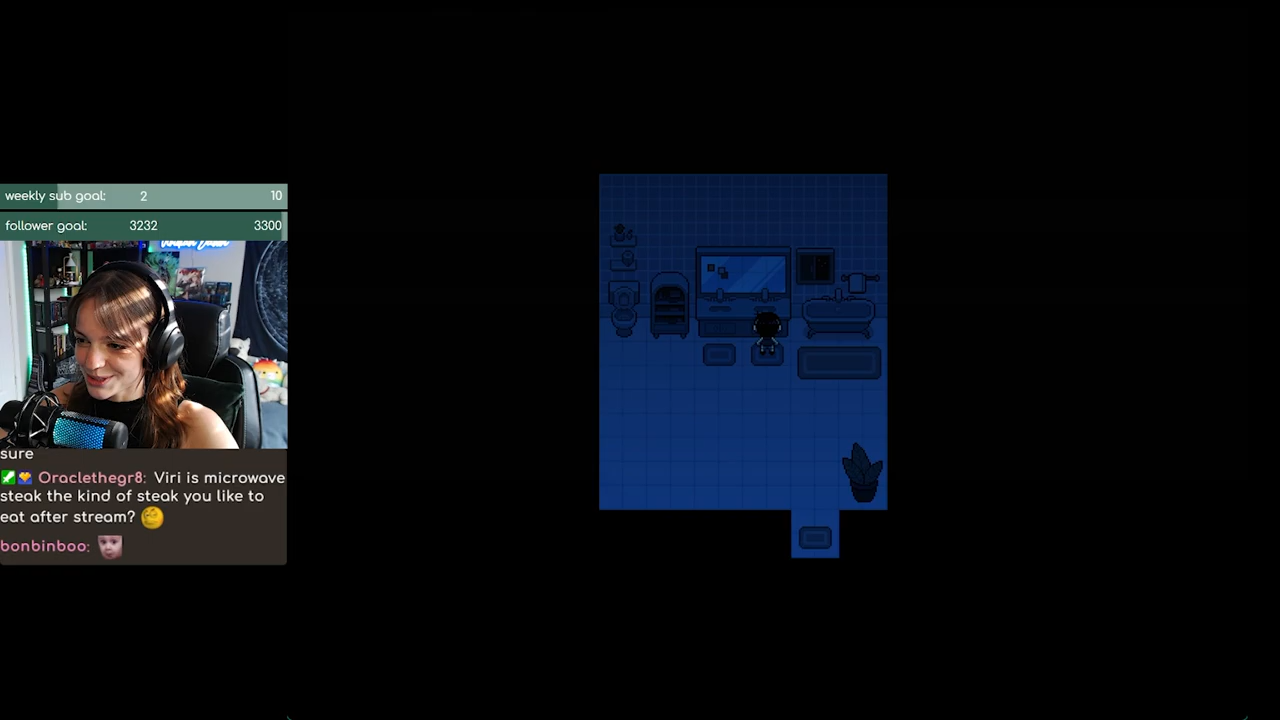 weekly sub goal: 2 10
follower goal: 3232 3300
sure
Oraclethegr8: Viri is microwave
steak the kind of steak you like to
eat after stream?
bonbinboo: